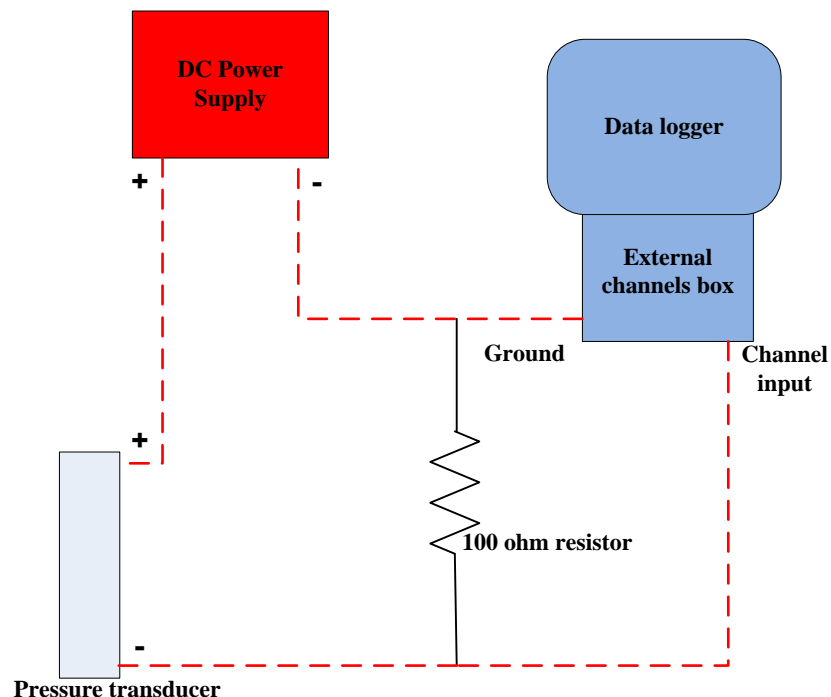 DC Power
Supply
Data logger
+
-
External
channels box
Ground
Channel
input
+
100 ohm resistor
-
Pressure transducer